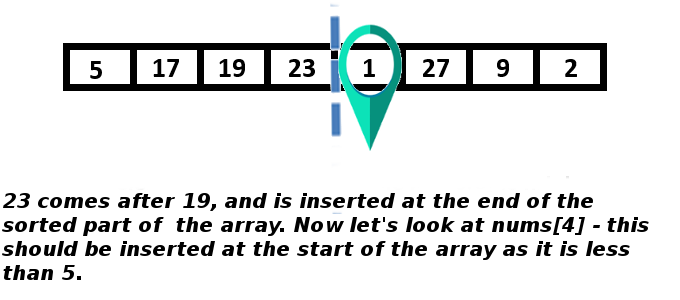 5 17 19 23 1 27 9 2
23 comes after 19, and is inserted at the end of the
sorted part of  the array. Now let's look at nums[4] - this
should be inserted at the start of the array as it is less
than 5.